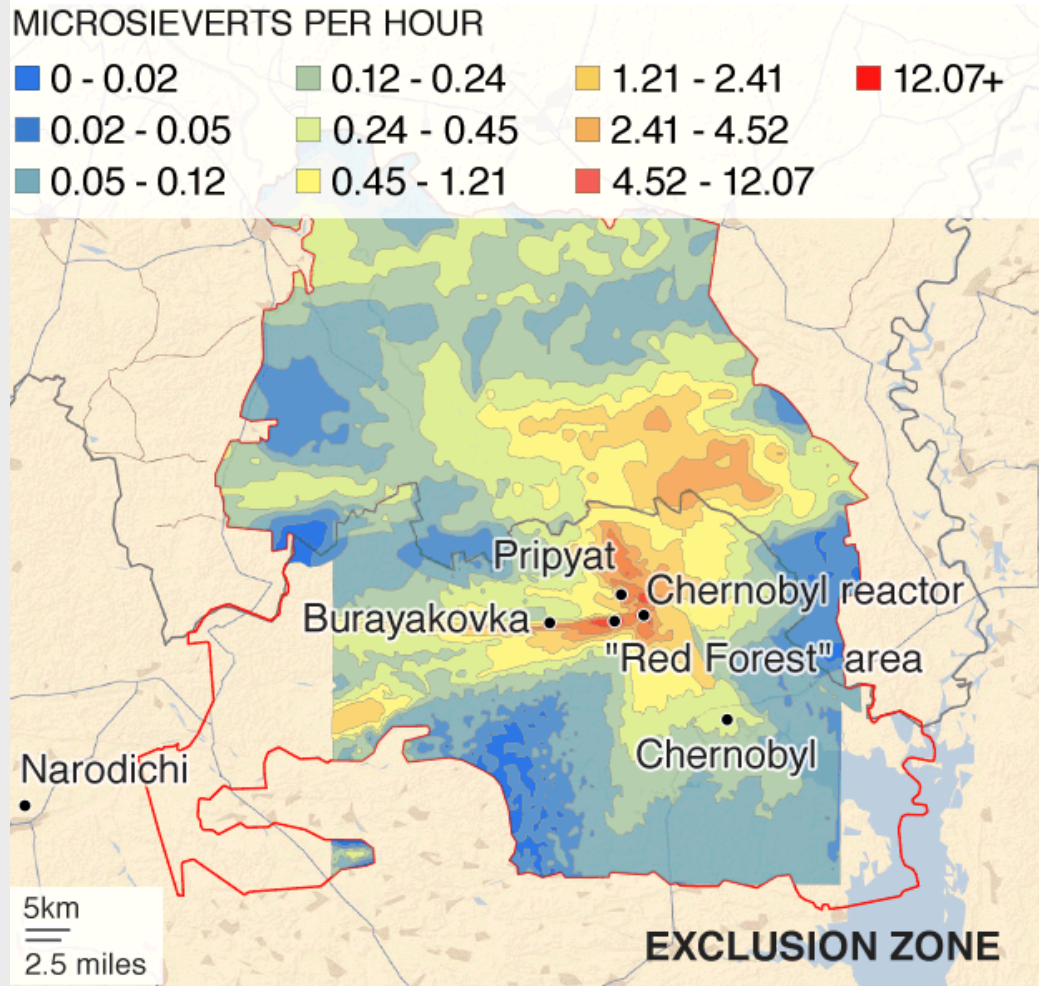 MICROSIEVERTS PER HOUR
0 - 0.02
0.02 - 0.05
0.05 - 0.12
0.12 - 0.24
0.24 - 0.45
0.45 - 1.21
1.21 - 2.41
2.41 - 4.52
4.52 - 12.07
12.07+
Pripyat
Chernobyl reactor
Burayakovka
"Red Forest" area
Chernobyl
Narodichi
5km
2.5 miles
EXCLUSION ZONE